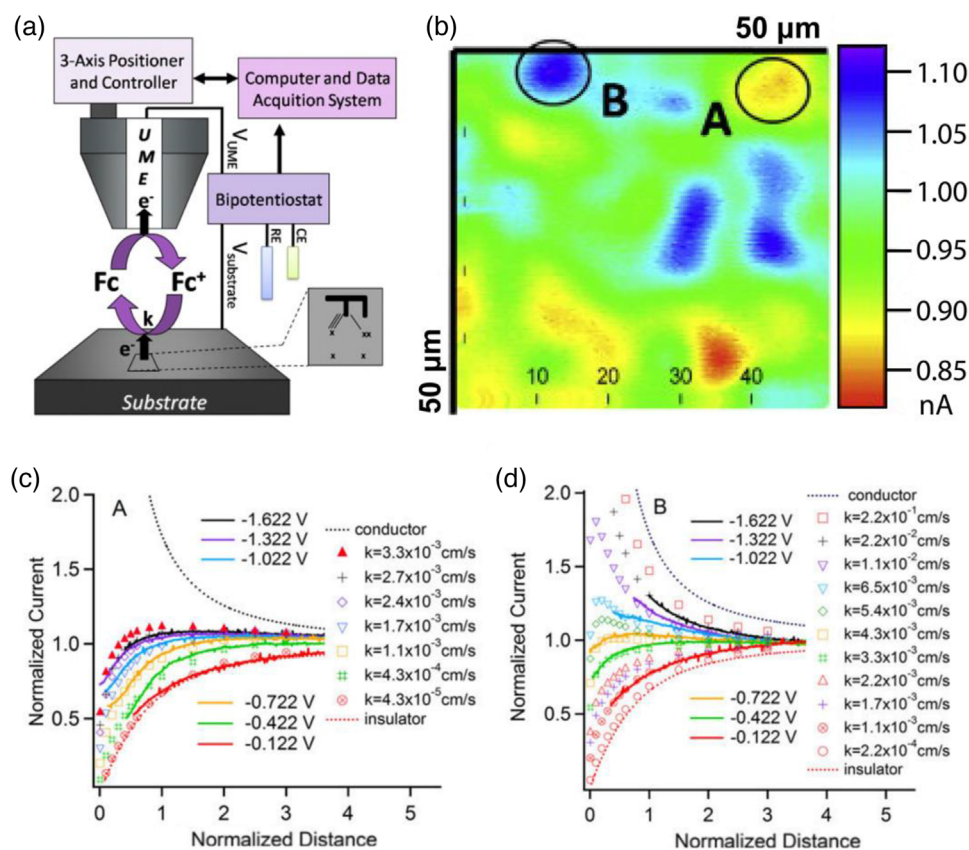 (a)
3-Axis Positioner
and Controller
Computer and Data
Acqution System
U
M
E
e-
V UME
Bipotentiostat
RE
CE
V substrate
Fc
Fc+
k
e-
x
xx
x
x
Substrate
(b)
50 μm
B
A
50 μm
10
20
30
40
1.10
1.05
1.00
0.95
0.90
0.85
nA
(c)
A
2.0
1.5
1.0
0.5
Normalized Current
-1.622 V
-1.322 V
-1.022 V
-0.722 V
-0.422 V
-0.122 V
conductor
k=3.3x10-3cm/s
k=2.7x10-3cm/s
k=2.4x10-3cm/s
k=1.7x10-3cm/s
k=1.1x10-3cm/s
k=4.3x10-4cm/s
k=4.3x10-5cm/s
insulator
0
1
2
3
4
5
Normalized Distance
(d)
B
2.0
1.5
1.0
0.5
Normalized Current
-1.622 V
-1.322 V
-1.022 V
-0.722 V
-0.422 V
-0.122 V
conductor
k=2.2x10-1cm/s
k=2.2x10-2cm/s
k=1.1x10-2cm/s
k=6.5x10-3cm/s
k=5.4x10-3cm/s
k=4.3x10-3cm/s
k=3.3x10-3cm/s
k=2.2x10-3cm/s
k=1.7x10-3cm/s
k=1.1x10-3cm/s
k=2.2x10-4cm/s
insulator
0
1
2
3
4
5
Normalized Distance